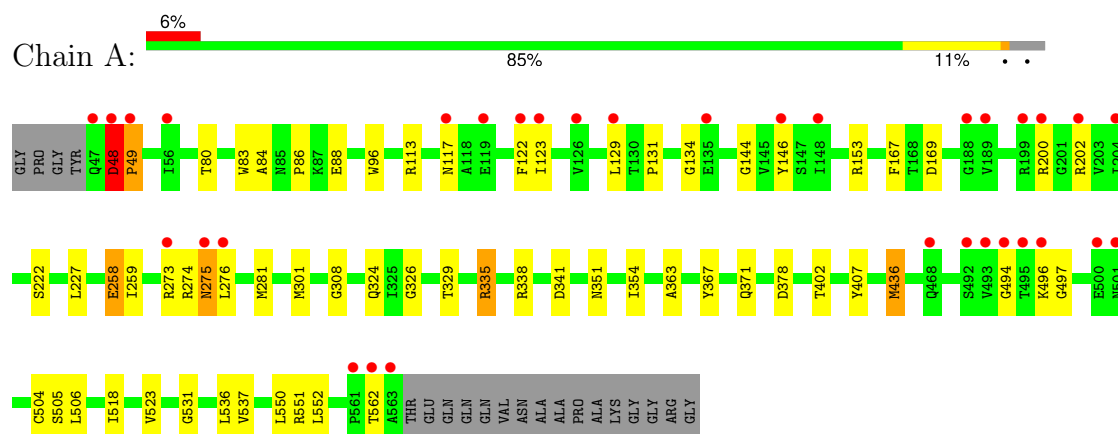 6%
Chain A:
85% 11% • •
GLY PRO GLY TYR Q47 D48 P49 I56 T80 W83 A84 N85 P86 K87 E88 W96 R113 N117 A118 E119 F122 I123 V126 L129 T130 P131 G134 E135 G144 V145 Y146 S147 I148 R153 F167 T168 D169 G188 V189 R199 R200 G201 R202 V203
S222 L227 E258 I259 R273 R274 N275 L276 M281 M301 G308 Q324 I325 G326 T329 R335 R338 D341 N351 I354 A363 Y367 Q371 D378 T402 Y407 M436 Q468 S492 V493 G494 T495 K496 G497 E500 N501
C504 S505 L506 I518 V523 G531 L536 V537 L550 R551 L552 P561 T562 A563 THR GLU GLN GLN GLN VAL ASN ALA ALA PRO ALA LYS GLY GLY ARG GLY